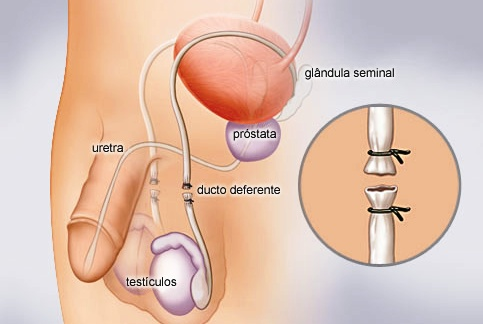 glândula seminal
próstata
uretra
ducto deferente
testículos